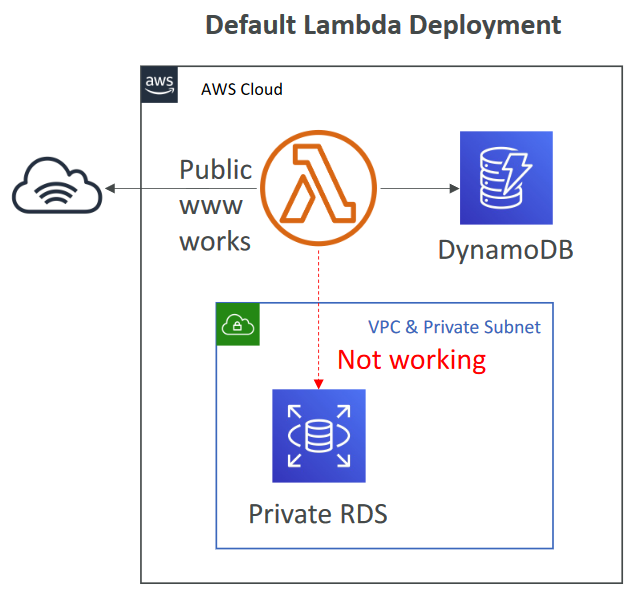 Default Lambda Deployment
aws
AWS Cloud
Public
www
works
DynamoDB
VPC & Private Subnet
Not working
Private RDS